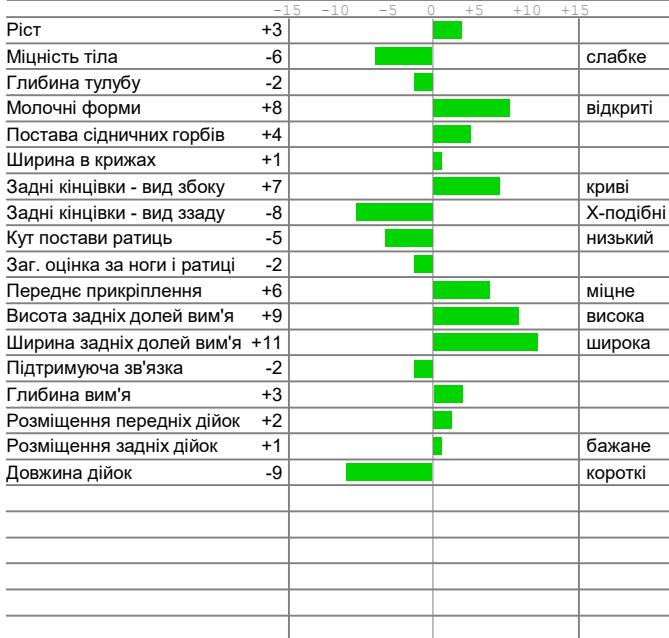 -15 -10 -5 0 +5 +10 +15
Ріст +3
Міцність тіла -6 слабке
Глибина тулубу -2
Молочні форми +8 відкриті
Постава сідничних горбів +4
Ширина в крижах +1
Задні кінцівки - вид збоку +7 криві
Задні кінцівки - вид ззаду -8 Х-подібні
Кут постави ратиць -5 низький
Заг. оцінка за ноги і ратиці -2
Переднє прикріплення +6 міцне
Висота задніх долей вим'я +9 висока
Ширина задніх долей вим'я +11 широка
Підтримуюча зв'язка -2
Глибина вим'я +3
Розміщення передніх дійок +2
Розміщення задніх дійок +1 бажане
Довжина дійок -9 короткі